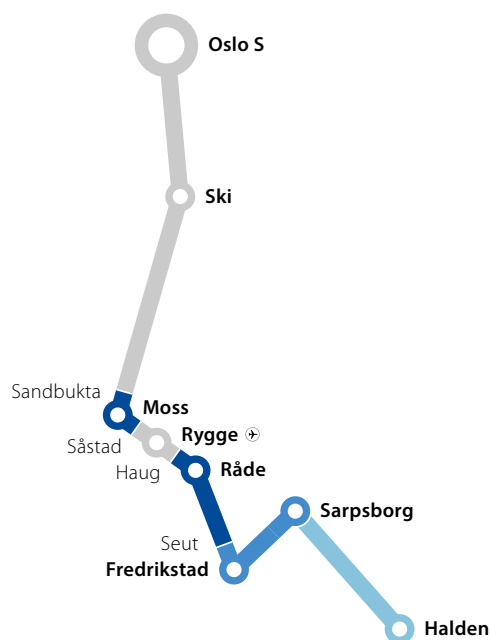 Oslo S
Ski
Sandbukta
Moss
Såstad
Rygge
Haug
Råde
Sarpsborg
Seut
Fredrikstad
Halden